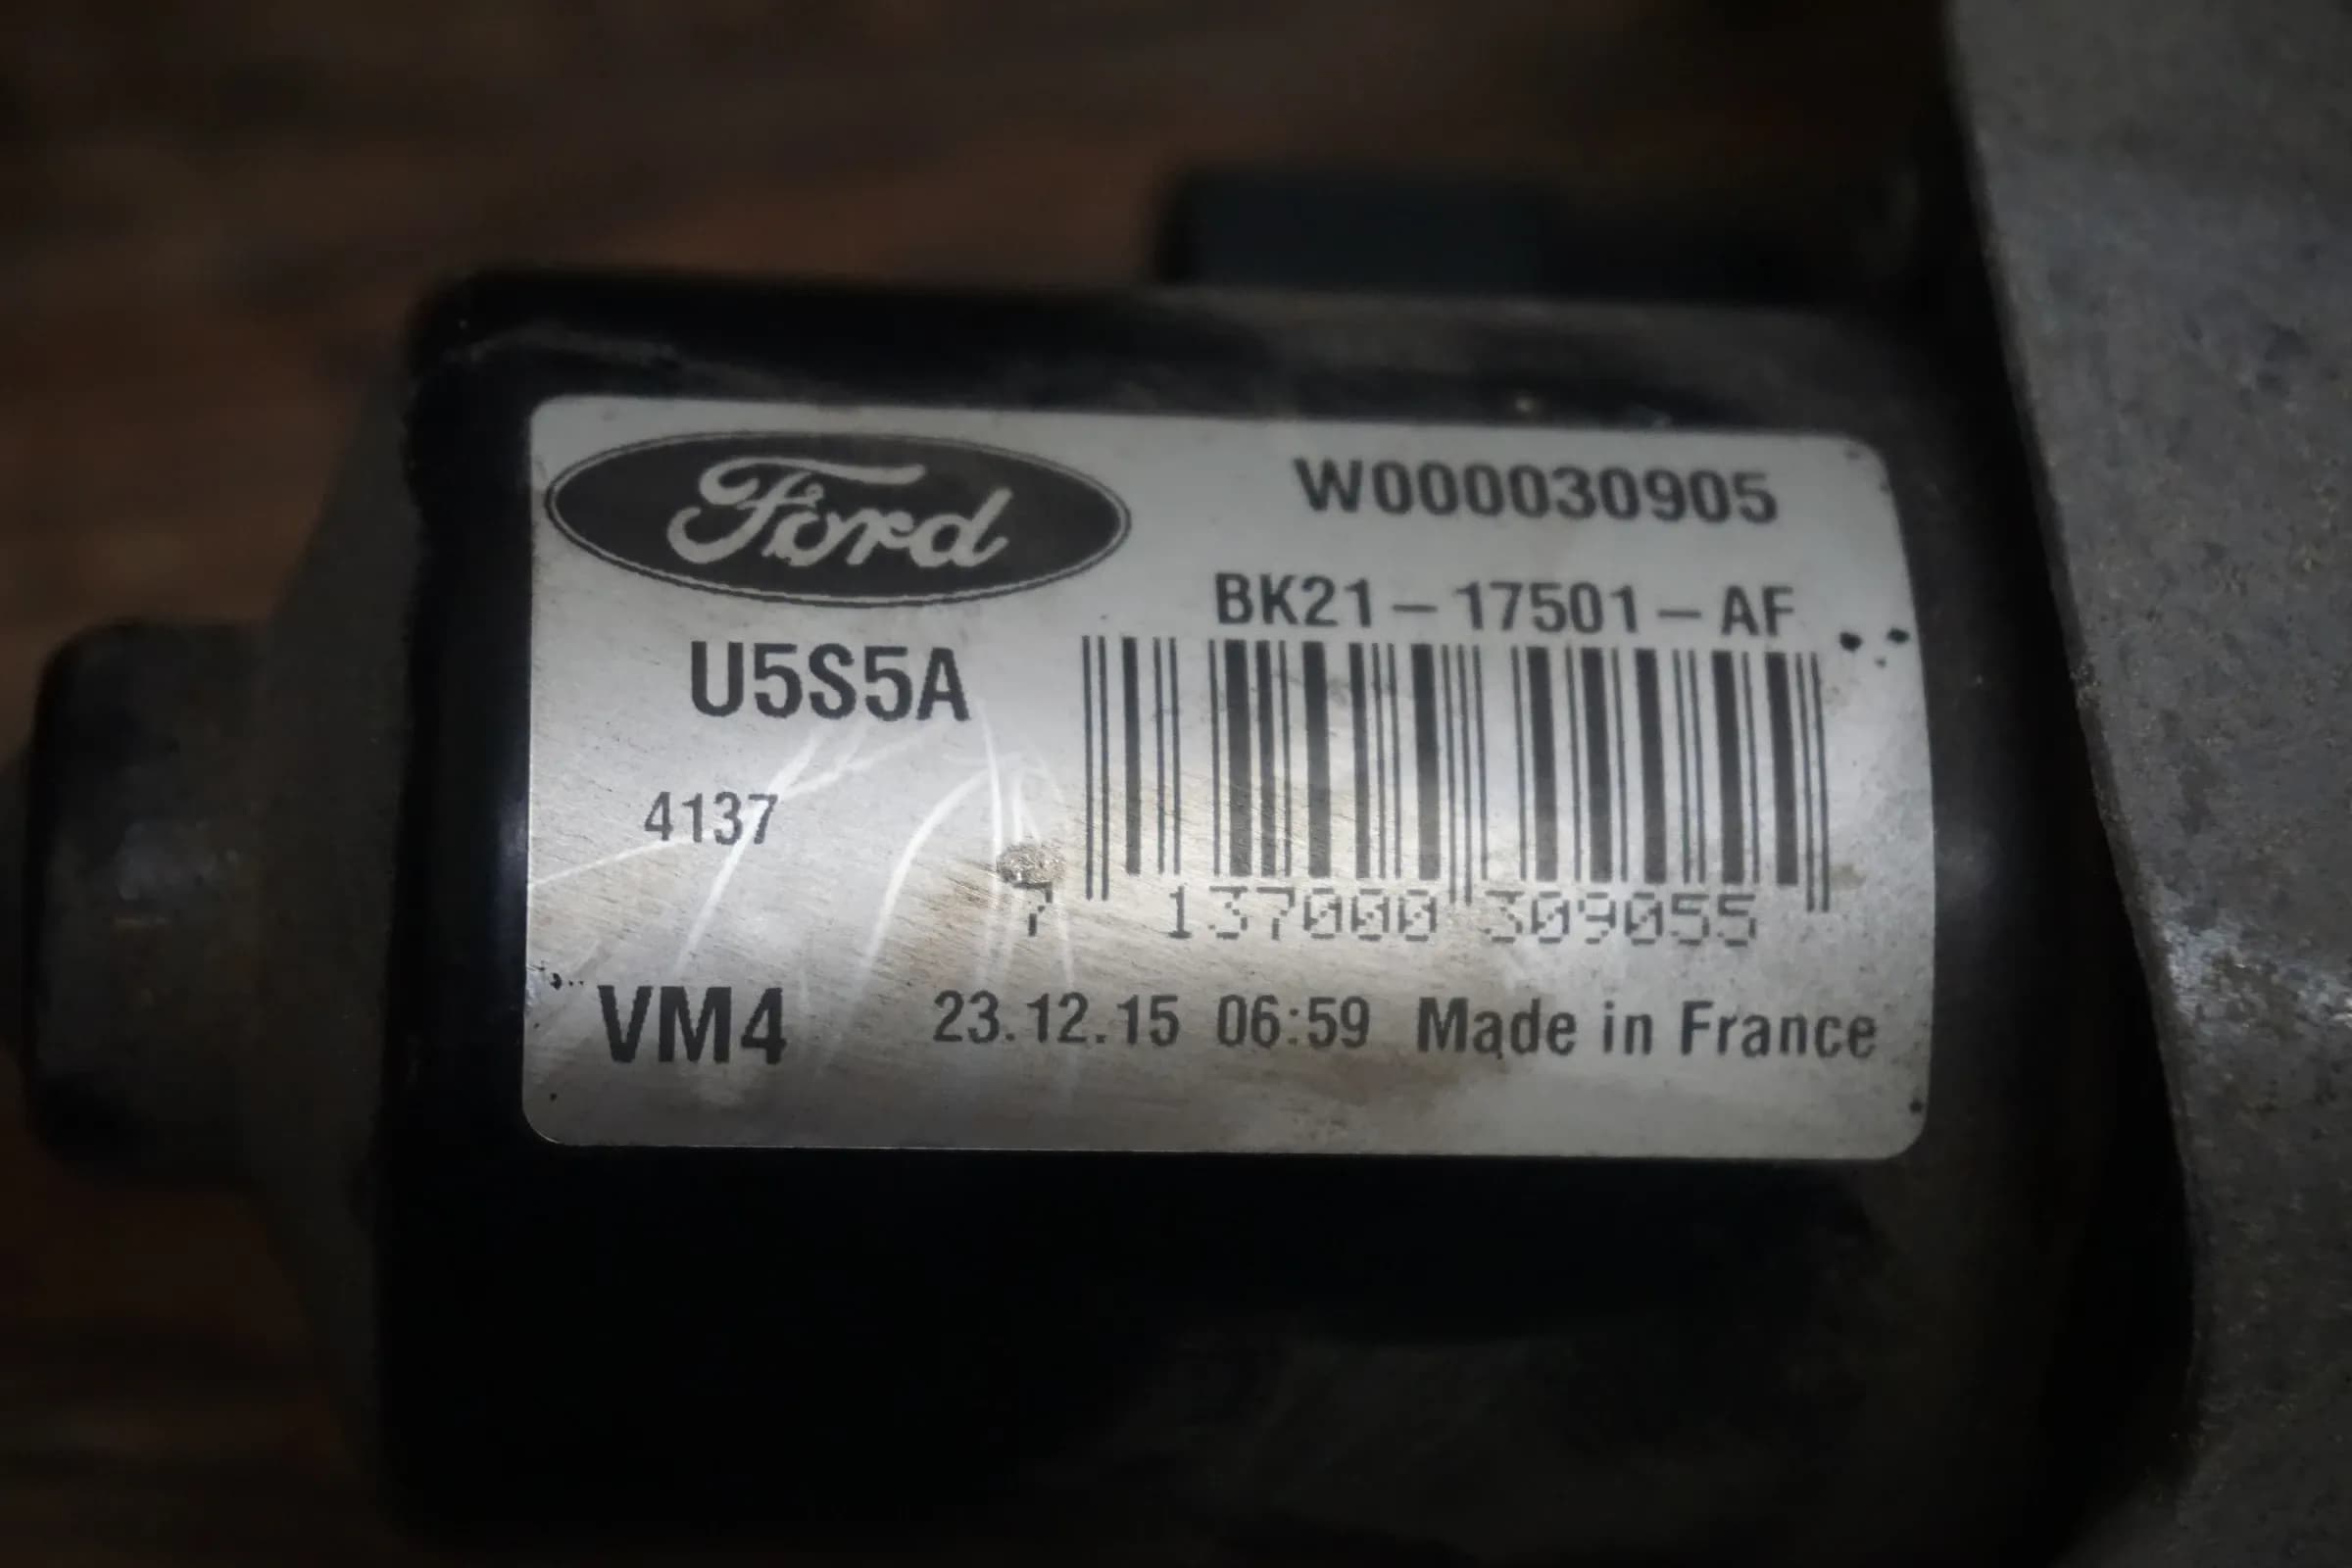 Ford
W000030905
BK21-17501-AF
U5S5A
4137
7 137000 309055
VM4 23.12.15 06:59 Made in France